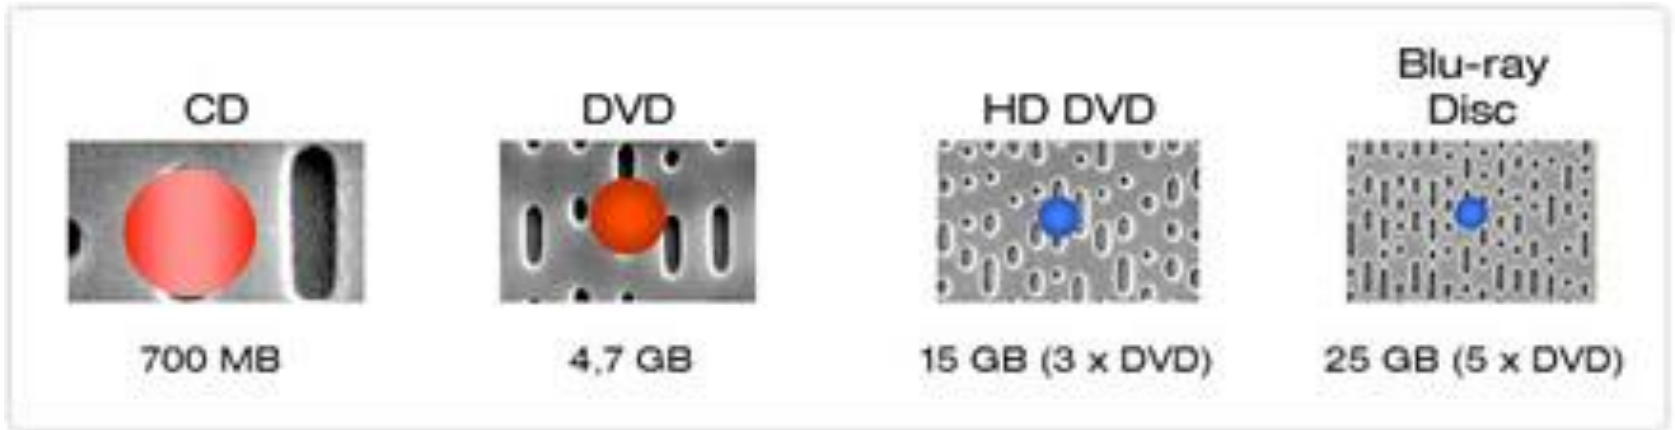 CD
700 MB
DVD
4,7 GB
HD DVD
15 GB (3 x DVD)
Blu-ray
Disc
25 GB (5 x DVD)